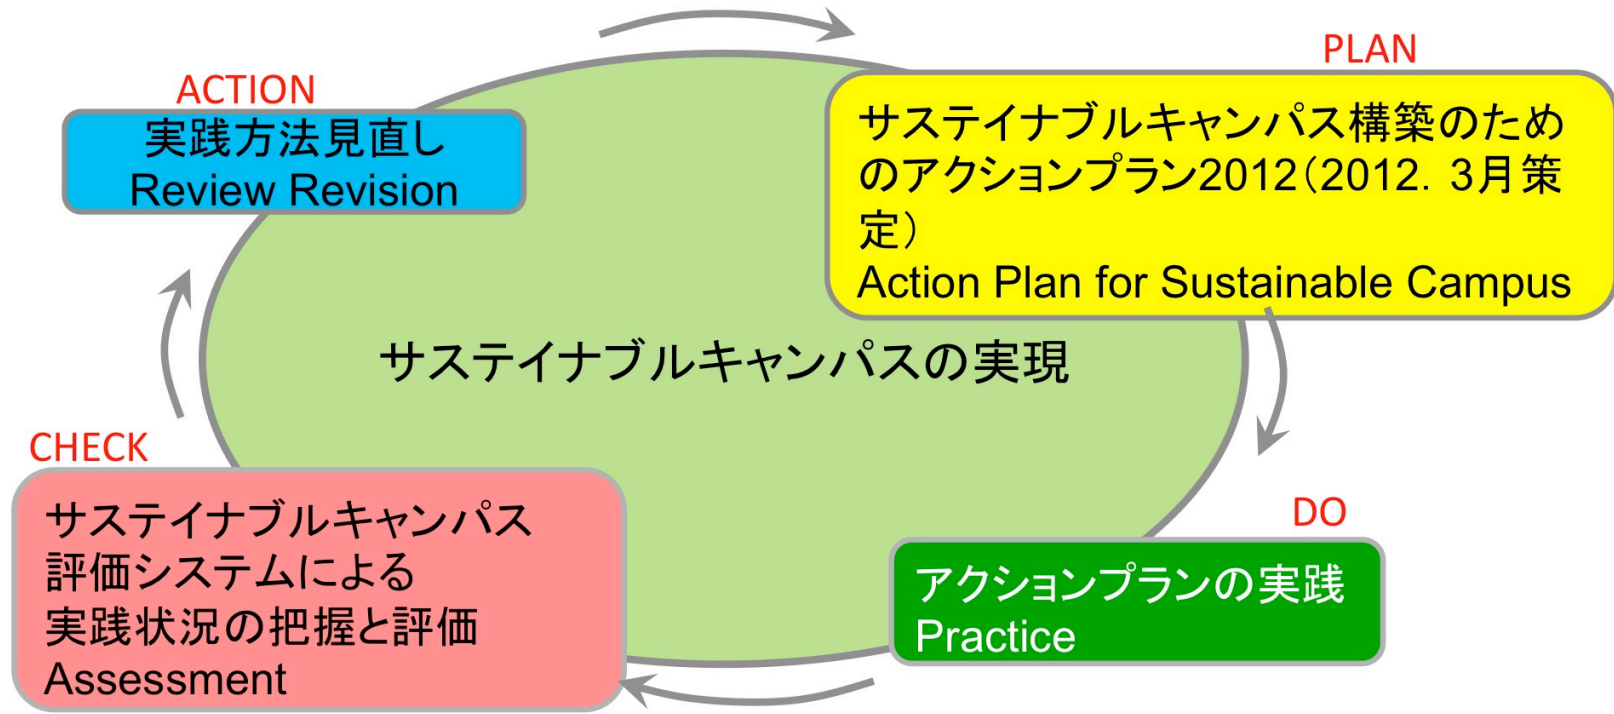 PLAN
サステイナブルキャンパス構築のため
のアクションプラン2012（2012．3月策
定）
Action Plan for Sustainable Campus
DO
アクションプランの実践
Practice
CHECK
サステイナブルキャンパス
評価システムによる
実践状況の把握と評価
Assessment
ACTION
実践方法見直し
Review Revision
サステイナブルキャンパスの実現